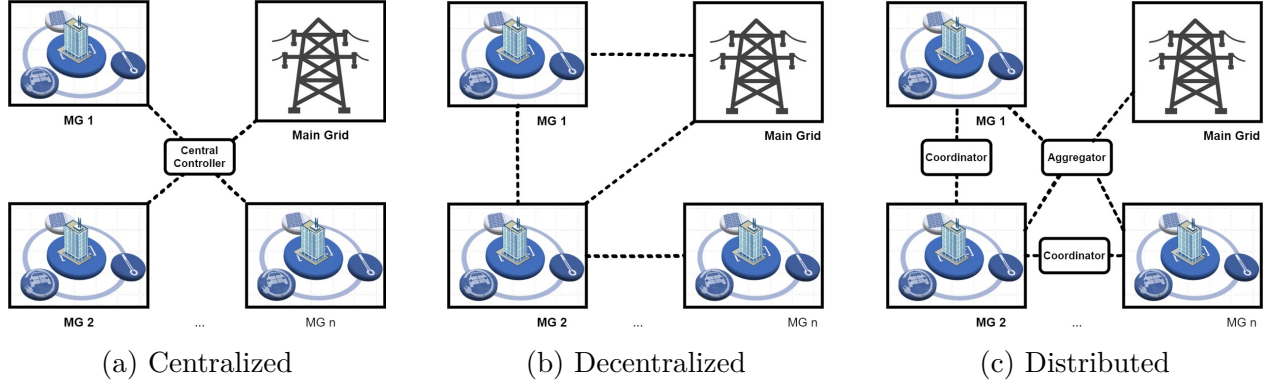 MG 1
Main Grid
Central
Controller
MG 2
...
MG n
(a) Centralized
MG 1
Main Grid
MG 2
...
MG n
(b) Decentralized
MG 1
Main Grid
Coordinator
Aggregator
Coordinator
MG 2
...
MG n
(c) Distributed